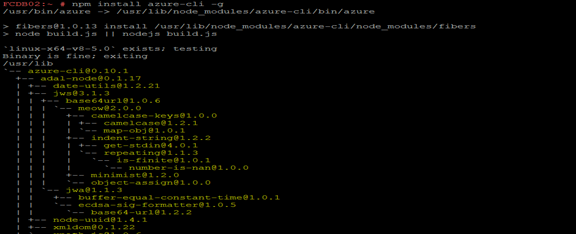 FCDB02:~ # npm install azure-cli -g
/usr/bin/azure -> /usr/lib/node_modules/azure-cli/bin/azure
> fibers@1.0.13 install /usr/lib/node_modules/azure-cli/node_modules/fibers
> node build.js || nodejs build.js
`linux-x64-v8-5.0` exists; testing
Binary is fine; exiting
/usr/lib
`-- azure-cli@0.10.1
+-- adal-node@0.1.17
| +-- date-utils@1.2.21
| +-- jws@3.1.3
| | +-- base64url@1.0.6
| | | `-- meow@2.0.0
| | | +-- camelcase-keys@1.0.0
| | | | +-- camelcase@1.2.1
| | | | `-- map-obj@1.0.1
| | | +-- indent-string@1.2.2
| | | | +-- get-stdin@4.0.1
| | | | `-- repeating@1.1.3
| | | | `-- is-finite@1.0.1
| | | | `-- number-is-nan@1.0.0
| | | +-- minimist@1.2.0
| | | `-- object-assign@1.0.0
| | `-- jwa@1.1.3
| | +-- buffer-equal-constant-time@1.0.1
| | `-- ecdsa-sig-formatter@1.0.5
| | `-- base64-url@1.2.2
| +-- node-uuid@1.4.1
| +-- xmldom@0.1.22